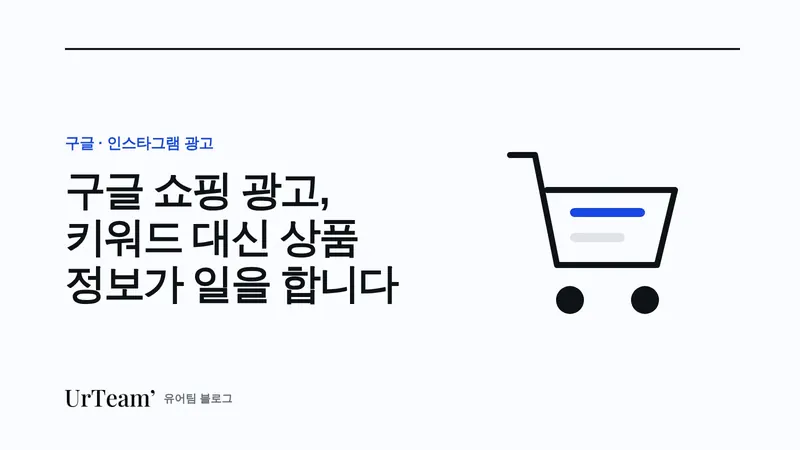 구글 · 인스타그램 광고
구글 쇼핑 광고,
키워드 대신 상품
정보가 일을 합니다
UrTeam’ 유어팀 블로그